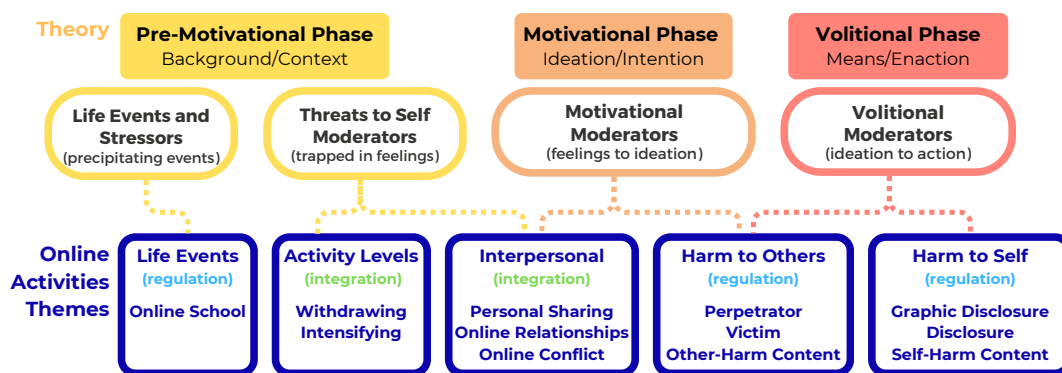 Theory
Pre-Motivational Phase
Background/Context
Motivational Phase
Ideation/Intention
Volitional Phase
Means/Enaction
Life Events and
Stressors
(precipitating events)
Threats to Self
Moderators
(trapped in feelings)
Motivational
Moderators
(feelings to ideation)
Volitional
Moderators
(ideation to action)
Online
Activities
Themes
Life Events
(regulation)
Online School
Activity Levels
(integration)
Withdrawing
Intensifying
Interpersonal
(integration)
Personal Sharing
Online Relationships
Online Conflict
Harm to Others
(regulation)
Perpetrator
Victim
Other-Harm Content
Harm to Self
(regulation)
Graphic Disclosure
Disclosure
Self-Harm Content